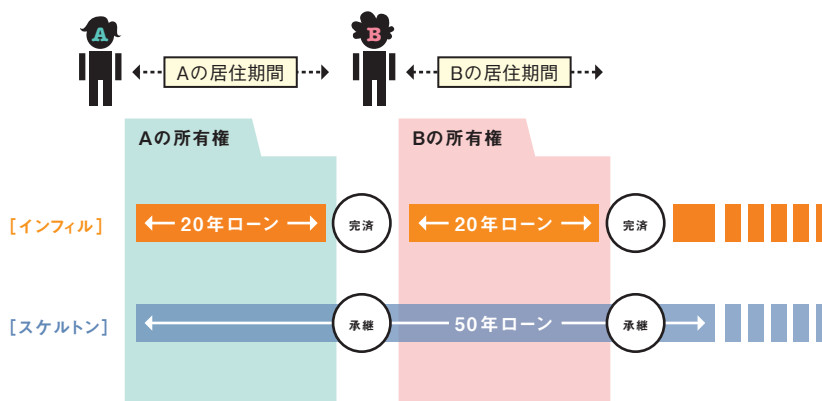 A
Aの居住期間
B
Bの居住期間
Aの所有権
Bの所有権
[インフィル]
20年ローン
完済
20年ローン
完済
[スケルトン]
承継
50年ローン
承継